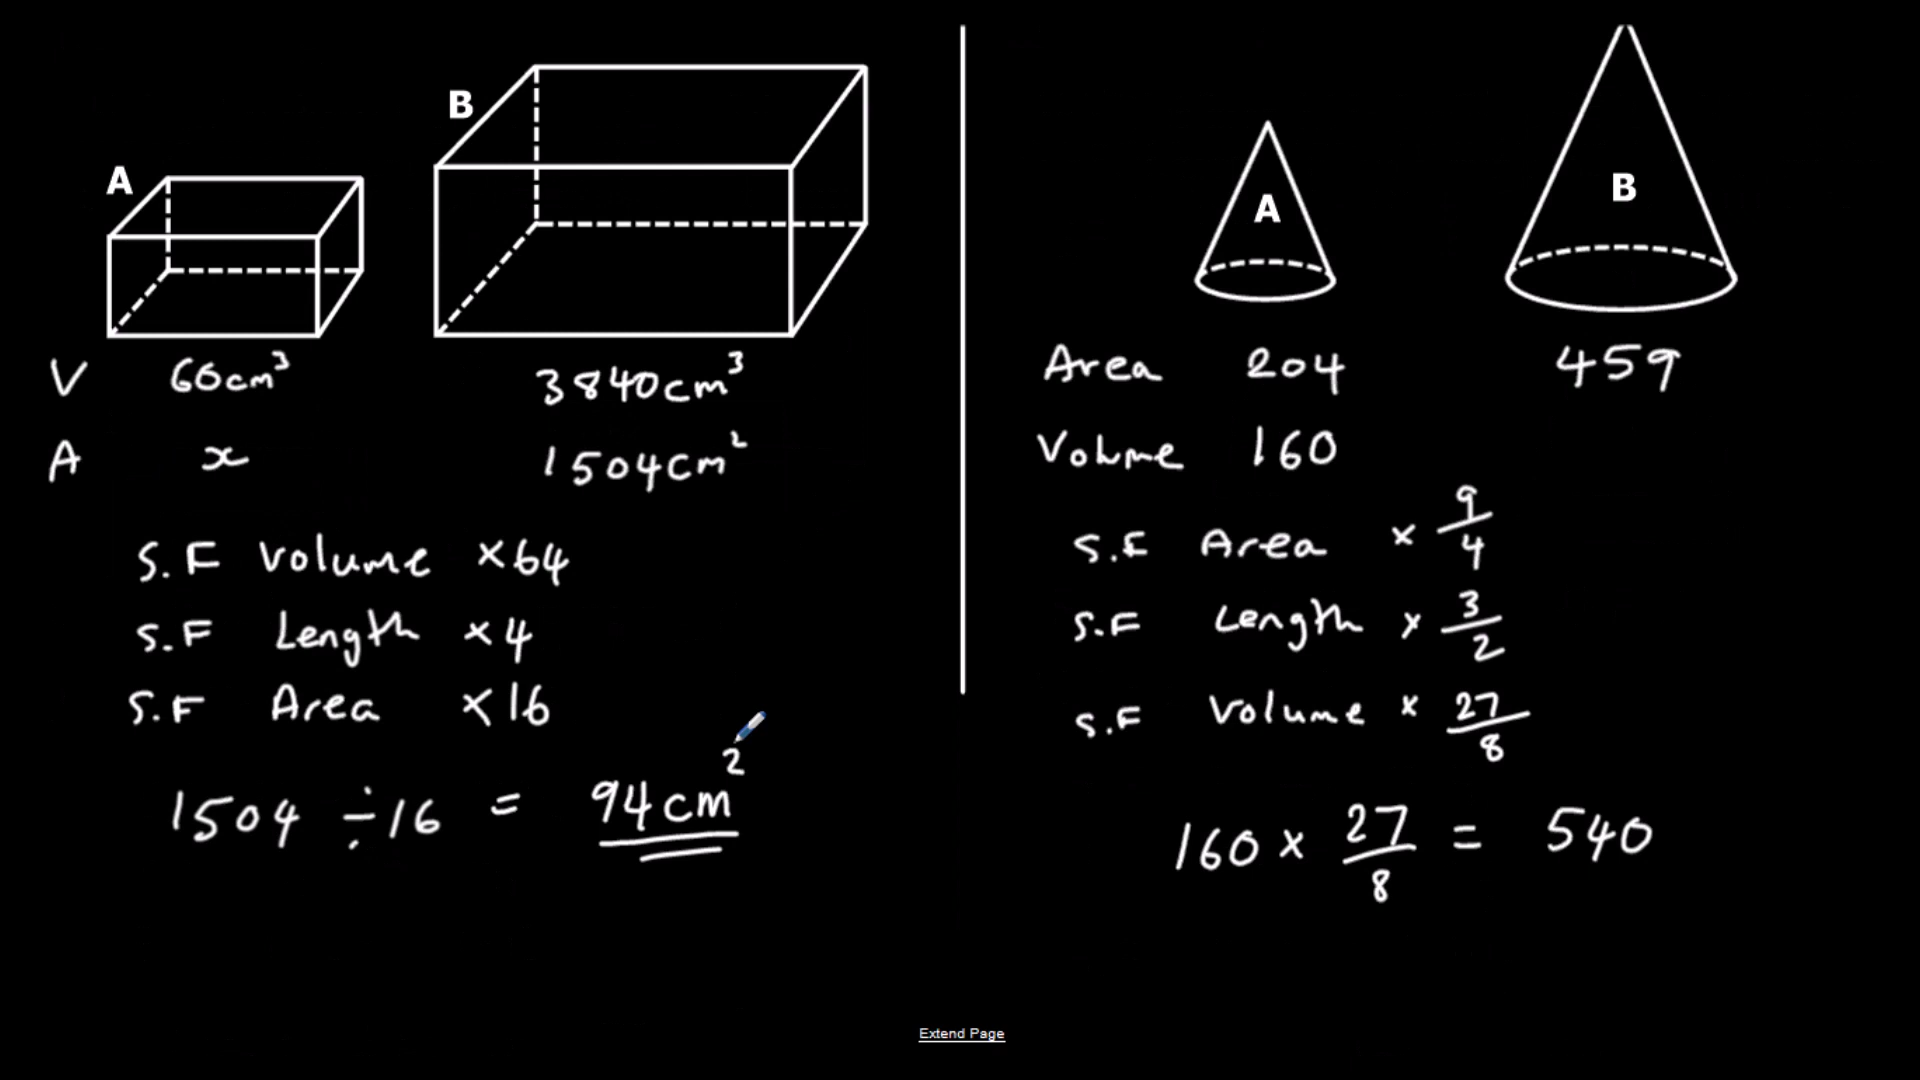 A
B
V 60cm³ 3840cm³
A x 1504cm²
S.F Volume ×64
S.F Length ×4
S.F Area ×16
1504 ÷16 = 94cm²
A
B
Area 204 459
Volume 160
S.F Area × 9/4
S.F Length × 3/2
S.F Volume × 27/8
160 × 27/8 = 540
Extend Page